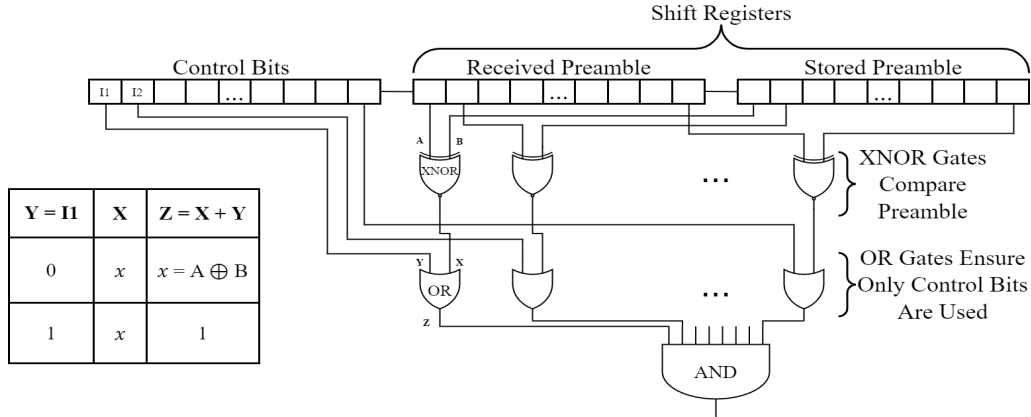 Shift Registers
Control Bits
Received Preamble
Stored Preamble
I1 I2 ... ... ...
A B
XNOR
...
XNOR Gates
Compare
Preamble
Y = I1 X Z = X + Y
0 x x = A ⊕ B
1 x 1
Y X
OR
Z
...
OR Gates Ensure
Only Control Bits
Are Used
AND